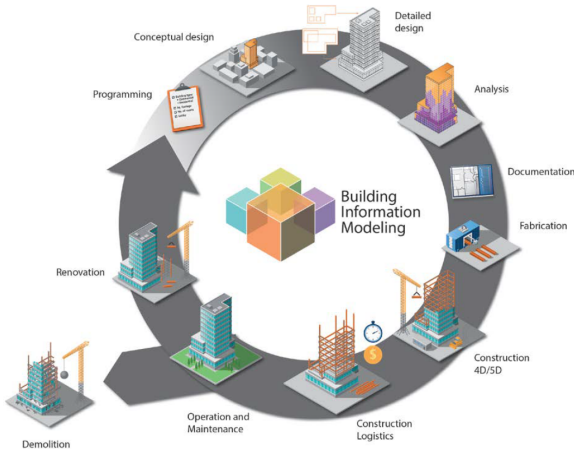 Detailed
design
Conceptual design
Programming
Analysis
Documentation
Building
Information
Modeling
Fabrication
Renovation
Construction
4D/5D
Operation and
Maintenance
Construction
Logistics
Demolition
$